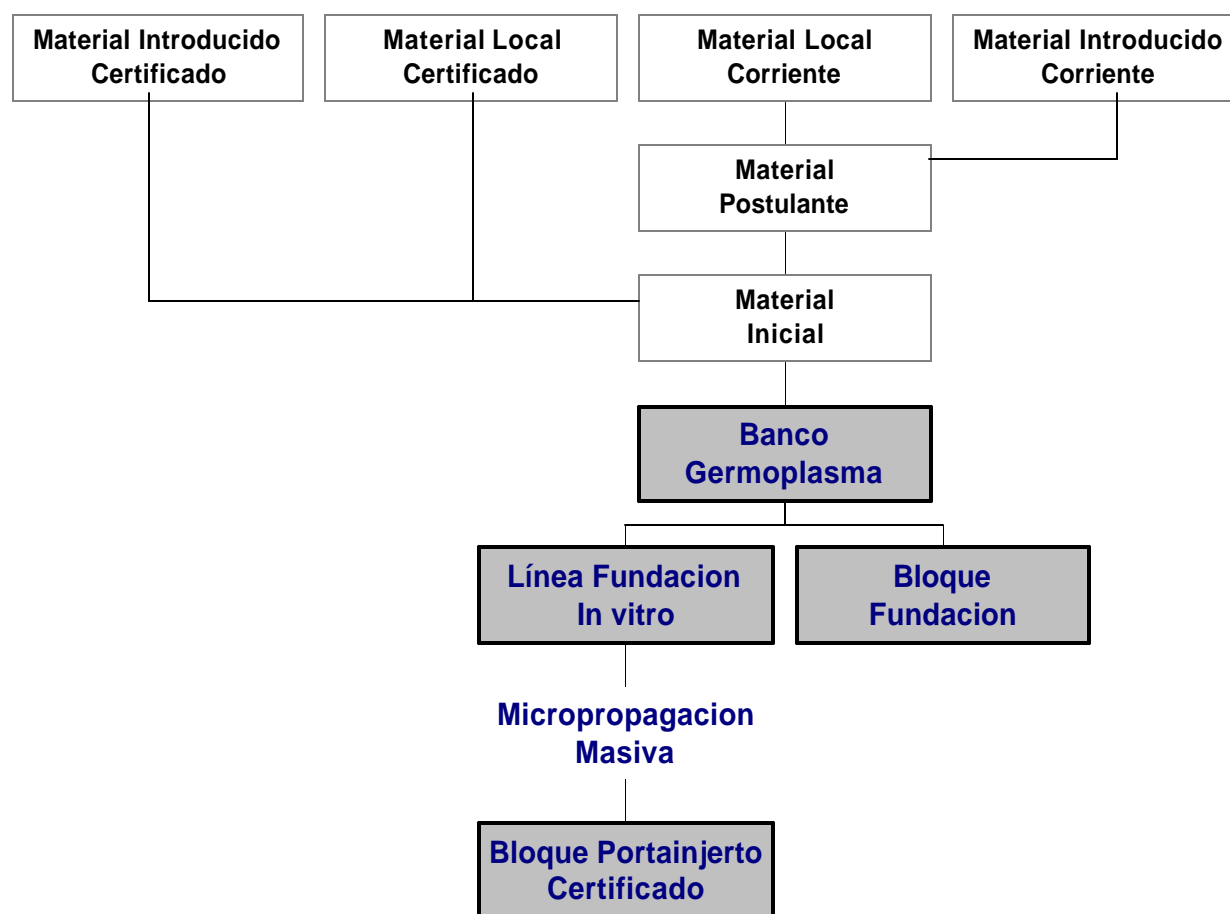 Material Introducido
Certificado
Material Local
Certificado
Material Local
Corriente
Material Introducido
Corriente
Material
Postulante
Material
Inicial
Banco
Germoplasma
Línea Fundacion
In vitro
Bloque
Fundacion
Micropropagacion
Masiva
Bloque Portainjerto
Certificado